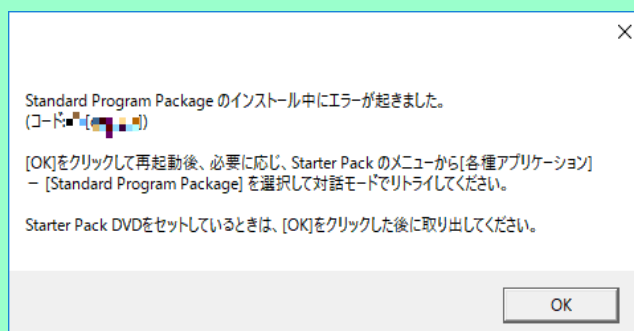 Standard Program Package のインストール中にエラーが起きました。
(コード:
[OK]をクリックして再起動後、必要に応じ、Starter Pack のメニューから[各種アプリケーション]
－ [Standard Program Package] を選択して対話モードでリトライしてください。
Starter Pack DVDをセットしているときは、[OK]をクリックした後に取り出してください。
OK